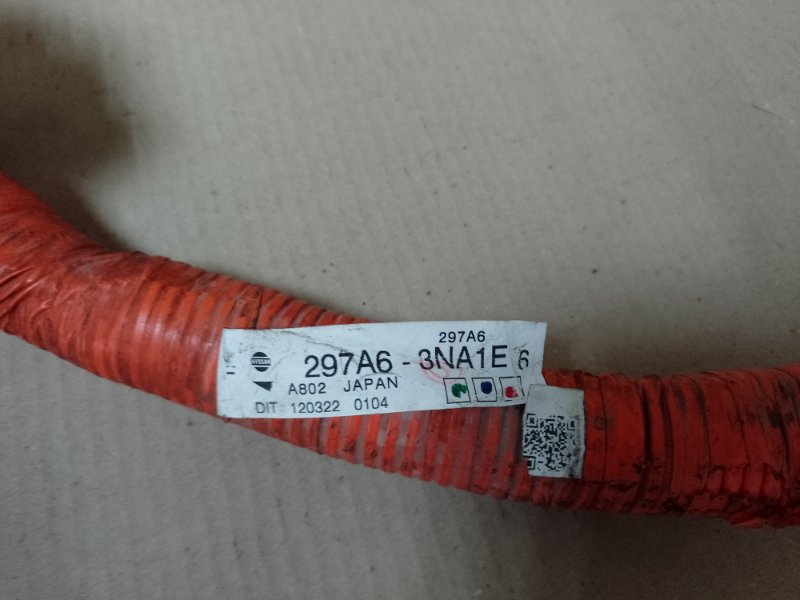 297A6
297A6 - 3NA1E 6
A802 JAPAN
DIT 120322 0104